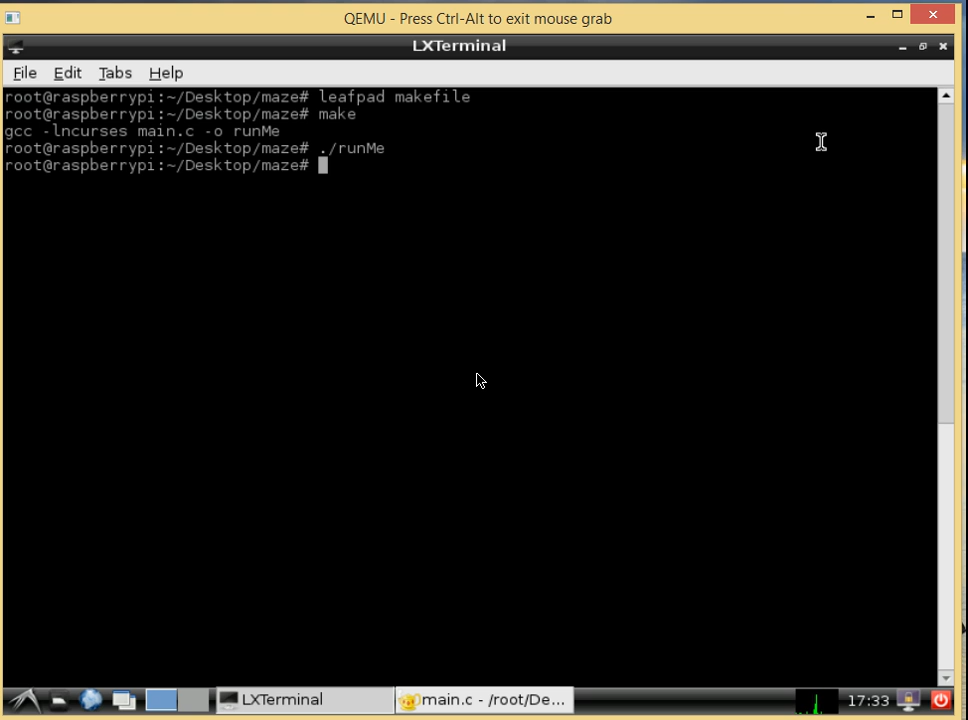 QEMU - Press Ctrl-Alt to exit mouse grab
LXTerminal
File Edit Tabs Help
root@raspberrypi:~/Desktop/maze# leafpad makefile
root@raspberrypi:~/Desktop/maze# make
gcc -lncurses main.c -o runMe
root@raspberrypi:~/Desktop/maze# ./runMe
root@raspberrypi:~/Desktop/maze#
LXTerminal main.c - /root/De... 17:33